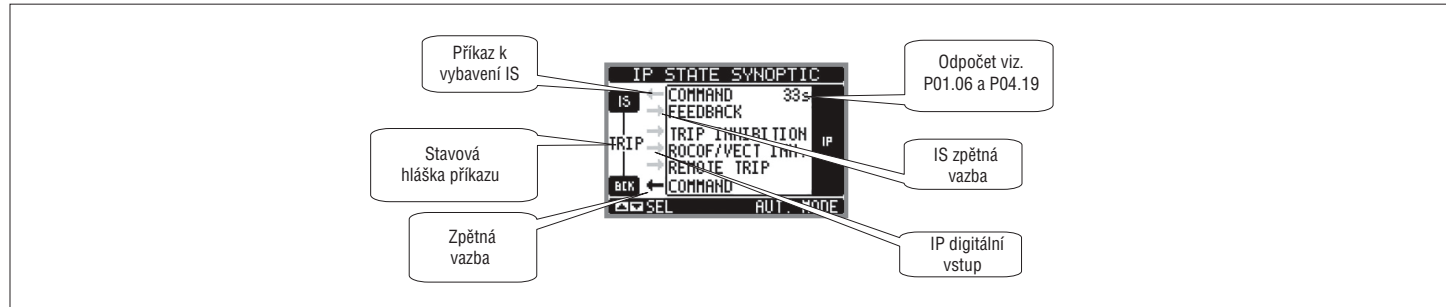 Příkaz k
vybavení IS
Stavová
hláška příkazu
Zpětná
vazba
IP STATE SYNOPTIC
IS
COMMAND 33s
FEEDBACK
TRIP INHIBITION
TRIP
ROCOF/VECT INH.
IP
REMOTE TRIP
BCK
COMMAND
SEL AUT. MODE
Odpočet viz.
P01.06 a P04.19
IS zpětná
vazba
IP digitální
vstup